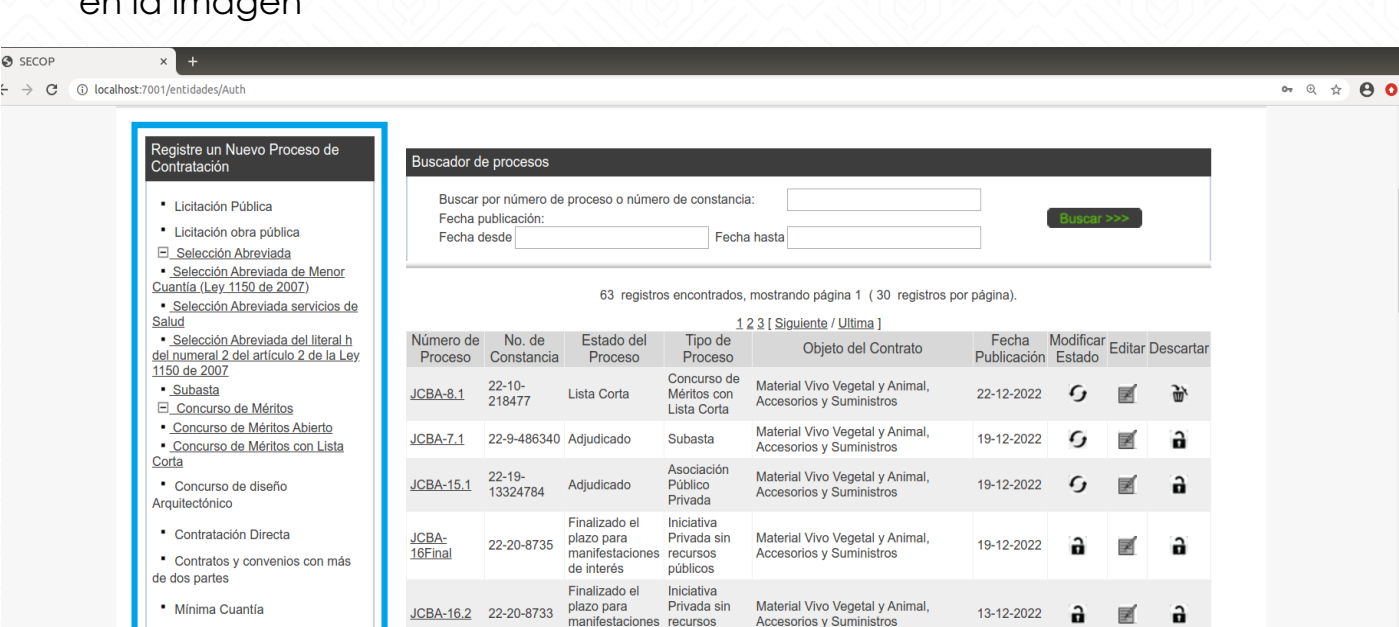 en la imagen
SECOP
localhost:7001/entidades/Auth
Registre un Nuevo Proceso de
Contratación
Licitación Pública
Licitación obra pública
Selección Abreviada
Selección Abreviada de Menor
Cuantía (Ley 1150 de 2007)
Selección Abreviada servicios de
Salud
Selección Abreviada del literal h
del numeral 2 del artículo 2 de la Ley
1150 de 2007
Subasta
Concurso de Méritos
Concurso de Méritos Abierto
Concurso de Méritos con Lista
Corta
Concurso de diseño
Arquitectónico
Contratación Directa
Contratos y convenios con más
de dos partes
Mínima Cuantía
Buscador de procesos
Buscar por número de proceso o número de constancia:
Fecha publicación:
Fecha desde Fecha hasta
Buscar >>>
63 registros encontrados, mostrando página 1 ( 30 registros por página).
1 2 3 [ Siguiente / Ultima ]
Número de Proceso No. de Constancia Estado del Proceso Tipo de Proceso Objeto del Contrato Fecha Publicación Modificar Estado Editar Descartar
JCBA-8.1 22-10-218477 Lista Corta Concurso de Méritos con Lista Corta Material Vivo Vegetal y Animal, Accesorios y Suministros 22-12-2022
JCBA-7.1 22-9-486340 Adjudicado Subasta Material Vivo Vegetal y Animal, Accesorios y Suministros 19-12-2022
JCBA-15.1 22-19-13324784 Adjudicado Asociación Público Privada Material Vivo Vegetal y Animal, Accesorios y Suministros 19-12-2022
JCBA-16Final 22-20-8735 Finalizado el plazo para manifestaciones de interés Iniciativa Privada sin recursos públicos Material Vivo Vegetal y Animal, Accesorios y Suministros 19-12-2022
JCBA-16.2 22-20-8733 Finalizado el plazo para manifestaciones Iniciativa Privada sin recursos Material Vivo Vegetal y Animal, Accesorios y Suministros 13-12-2022